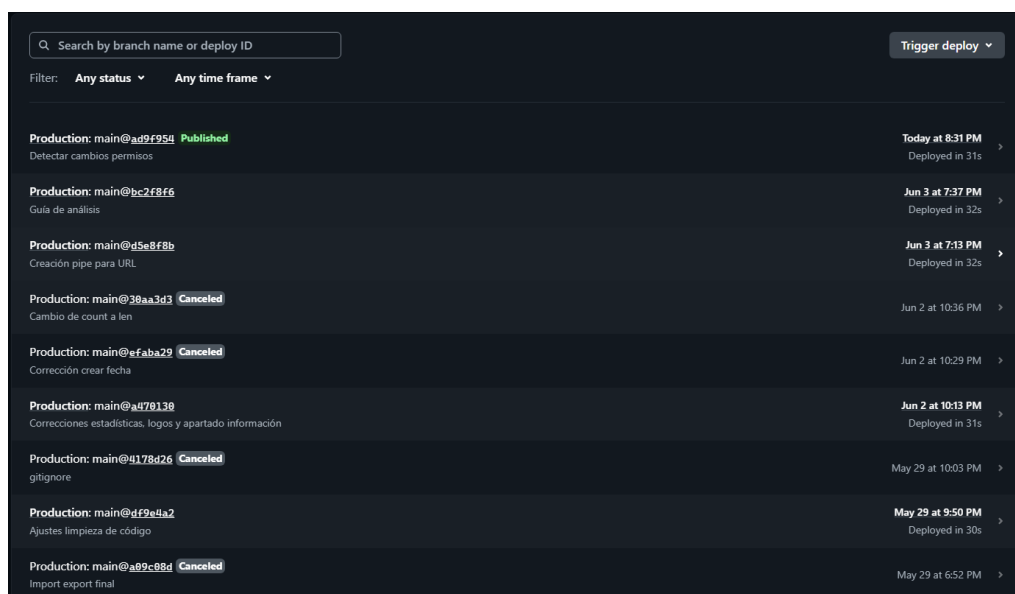 Search by branch name or deploy ID
Trigger deploy
Filter: Any status Any time frame
Production: main@ad9f954 Published
Today at 8:31 PM
Detectar cambios permisos
Deployed in 31s
Production: main@bc2f8f6
Jun 3 at 7:37 PM
Guía de análisis
Deployed in 32s
Production: main@d5e8f8b
Jun 3 at 7:13 PM
Creación pipe para URL
Deployed in 32s
Production: main@30aa3d3 Canceled
Cambio de count a len
Jun 2 at 10:36 PM
Production: main@efaba29 Canceled
Corrección crear fecha
Jun 2 at 10:29 PM
Production: main@a470130
Jun 2 at 10:13 PM
Correcciones estadísticas, logos y apartado información
Deployed in 31s
Production: main@4178d26 Canceled
gitignore
May 29 at 10:03 PM
Production: main@df9e4a2
May 29 at 9:50 PM
Ajustes limpieza de código
Deployed in 30s
Production: main@a09c08d Canceled
Import export final
May 29 at 6:52 PM